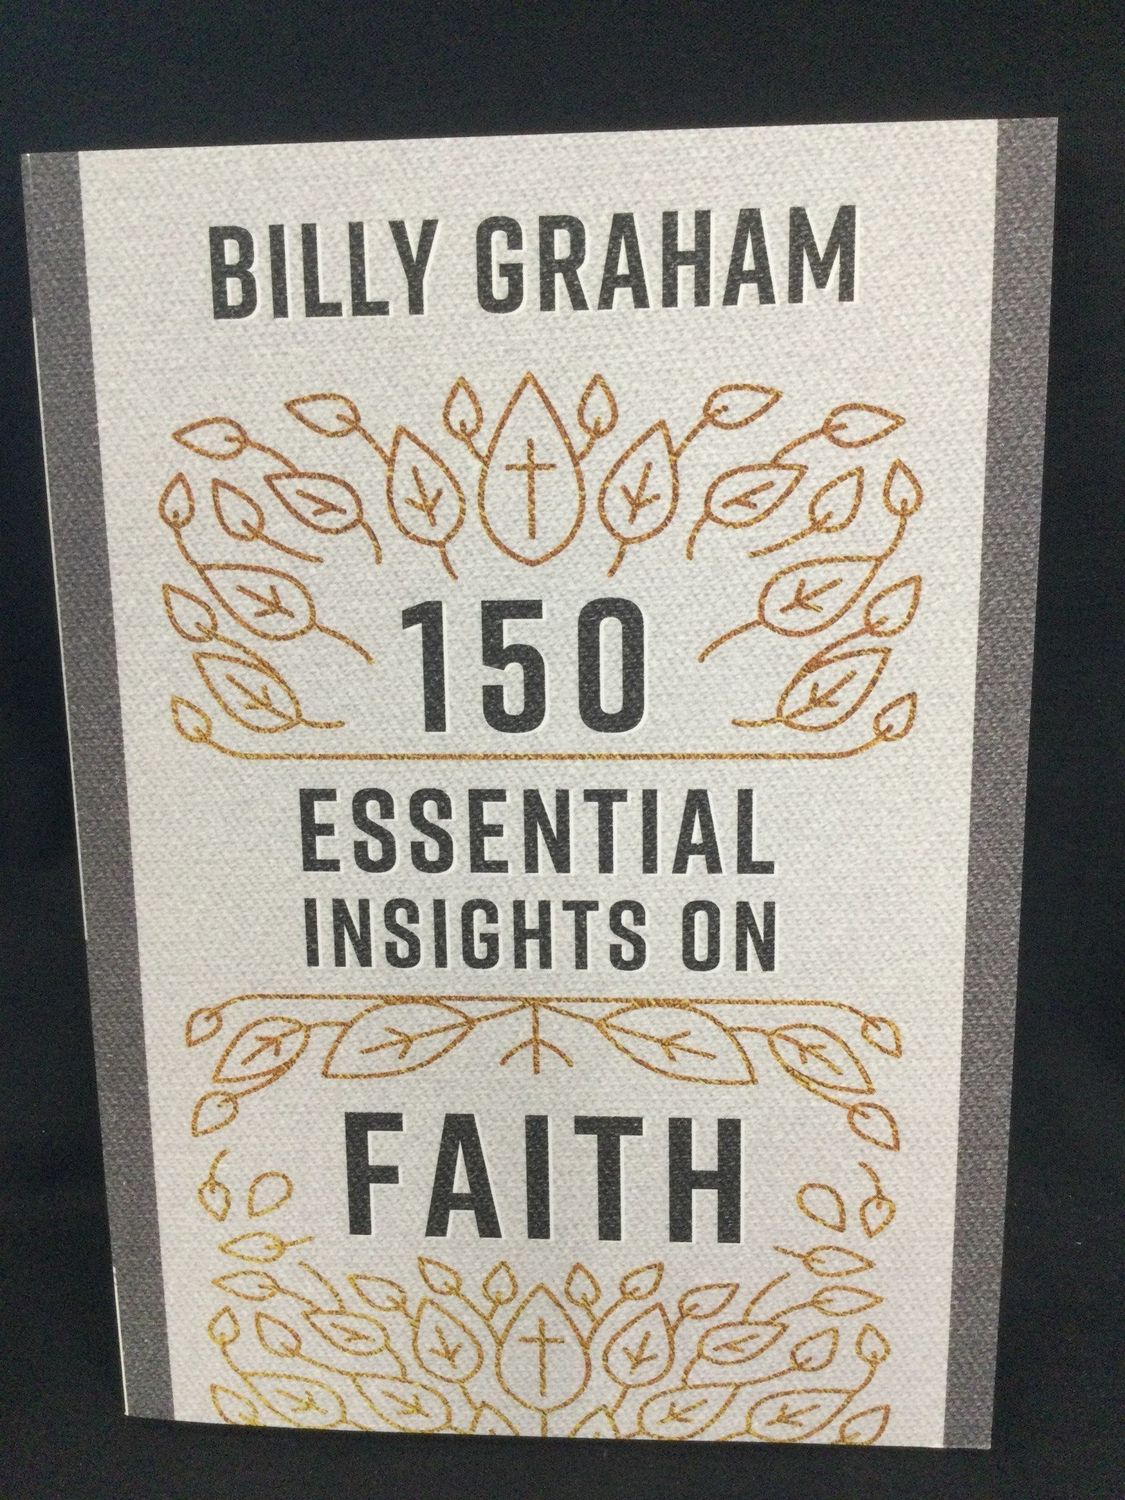 BILLY GRAHAM
150
ESSENTIAL
INSIGHTS ON
FAITH